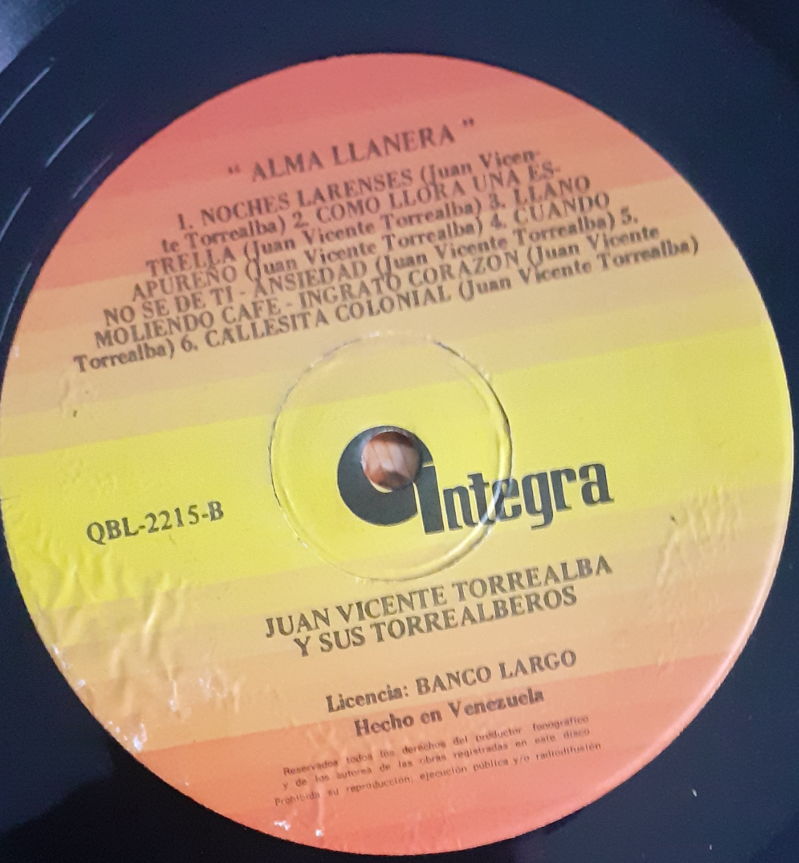 " ALMA LLANERA "
1. NOCHES LARENSES (Juan Vicen-
te Torrealba) 2. COMO LLORA UNA ES-
TRELLA (Juan Vicente Torrealba) 3. LLANO
APUREÑO (Juan Vicente Torrealba) 4. CUANDO
NO SE DE TI - ANSIEDAD (Juan Vicente Torrealba) 5.
MOLIENDO CAFE - INGRATO CORAZON (Juan Vicente
Torrealba) 6. CALLESITA COLONIAL (Juan Vicente Torrealba)
integra
QBL-2215-B
JUAN VICENTE TORREALBA
Y SUS TORREALBEROS
Licencia: BANCO LARGO
Hecho en Venezuela
Reservados todos los derechos del productor fonográfico
y de los autores de las obras registradas en este disco
Prohibida su reproducción, ejecución pública y/o radiodifusión